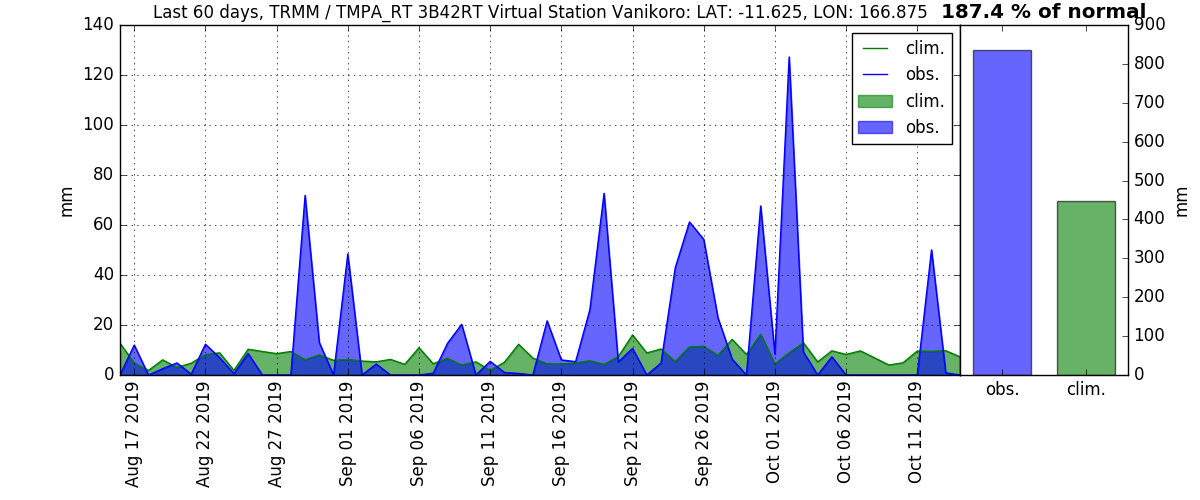 Last 60 days, TRMM / TMPA_RT 3B42RT Virtual Station Vanikoro: LAT: -11.625, LON: 166.875 187.4 % of normal
140
120
100
80
60
40
20
0
mm
clim.
obs.
clim.
obs.
Aug 17 2019
Aug 22 2019
Aug 27 2019
Sep 01 2019
Sep 06 2019
Sep 11 2019
Sep 16 2019
Sep 21 2019
Sep 26 2019
Oct 01 2019
Oct 06 2019
Oct 11 2019
900
800
700
600
500
400
300
200
100
0
mm
obs.
clim.